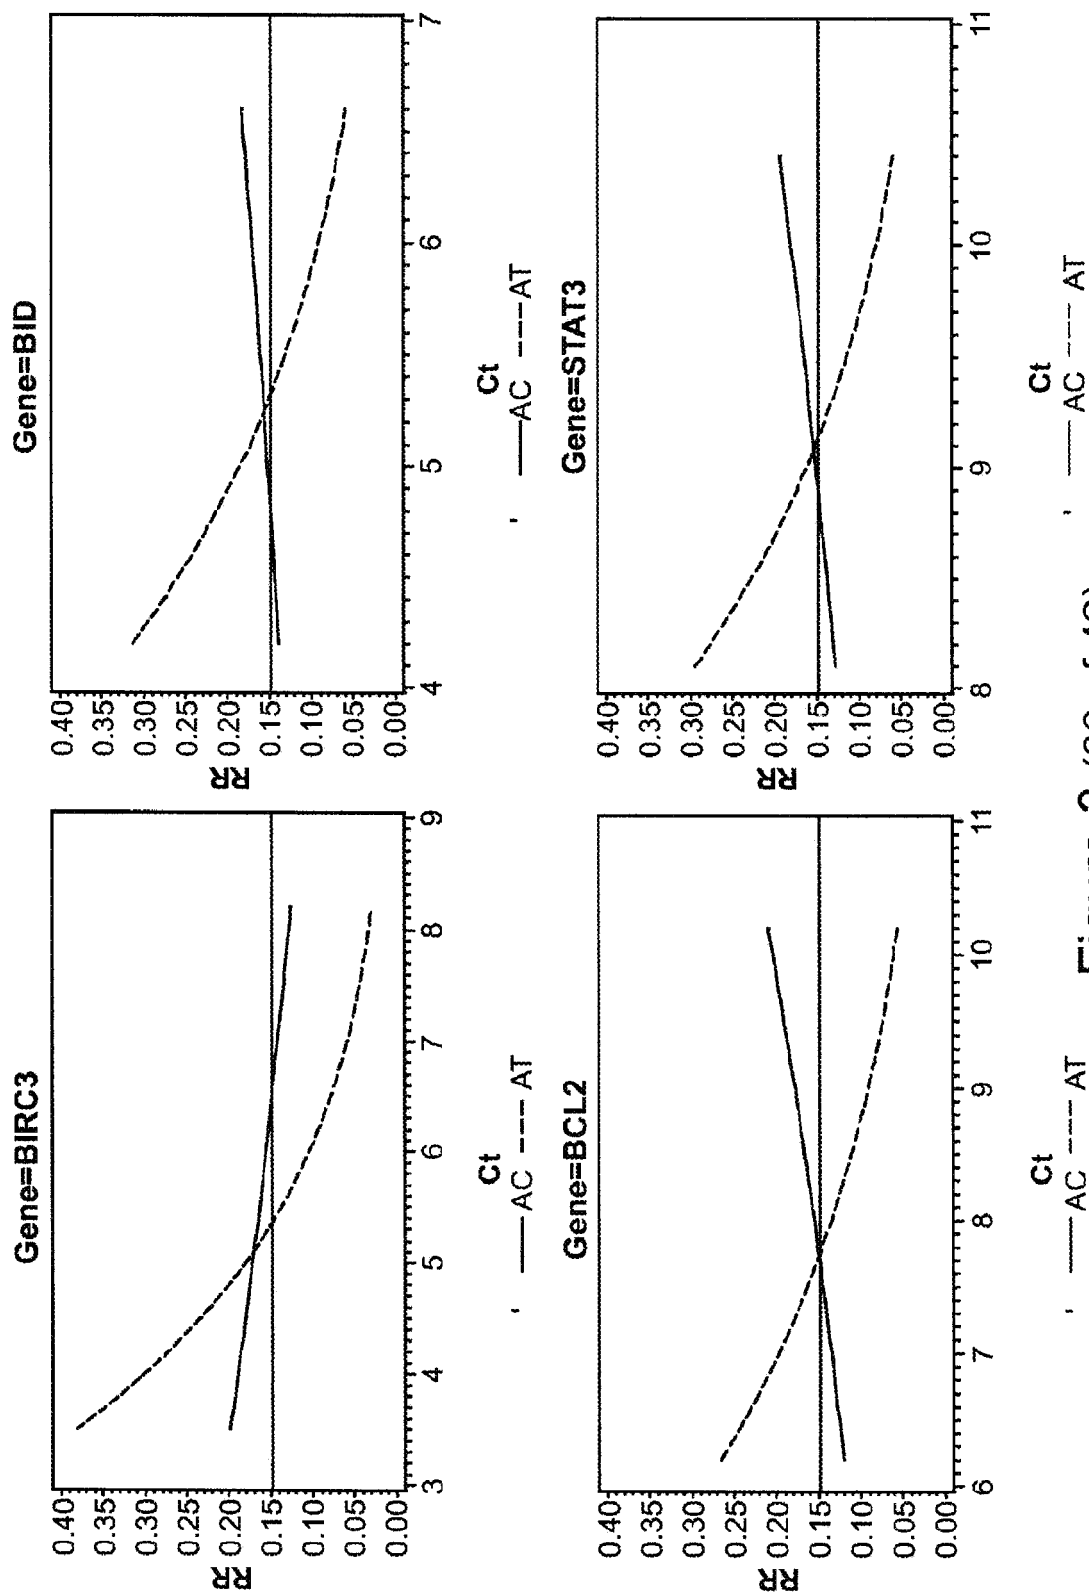 Gene=BIRC3
RR
0.40
0.35
0.30
0.25
0.20
0.15
0.10
0.05
0.00
3 4 5 6 7 8 9
Ct
' AC AT
Gene=BID
RR
0.40
0.35
0.30
0.25
0.20
0.15
0.10
0.05
0.00
4 5 6 7
Ct
' AC AT
Gene=BCL2
RR
0.40
0.35
0.30
0.25
0.20
0.15
0.10
0.05
0.00
6 7 8 9 10 11
Ct
' AC AT
Gene=STAT3
RR
0.40
0.35
0.30
0.25
0.20
0.15
0.10
0.05
0.00
8 9 10 11
Ct
' AC AT
Figure